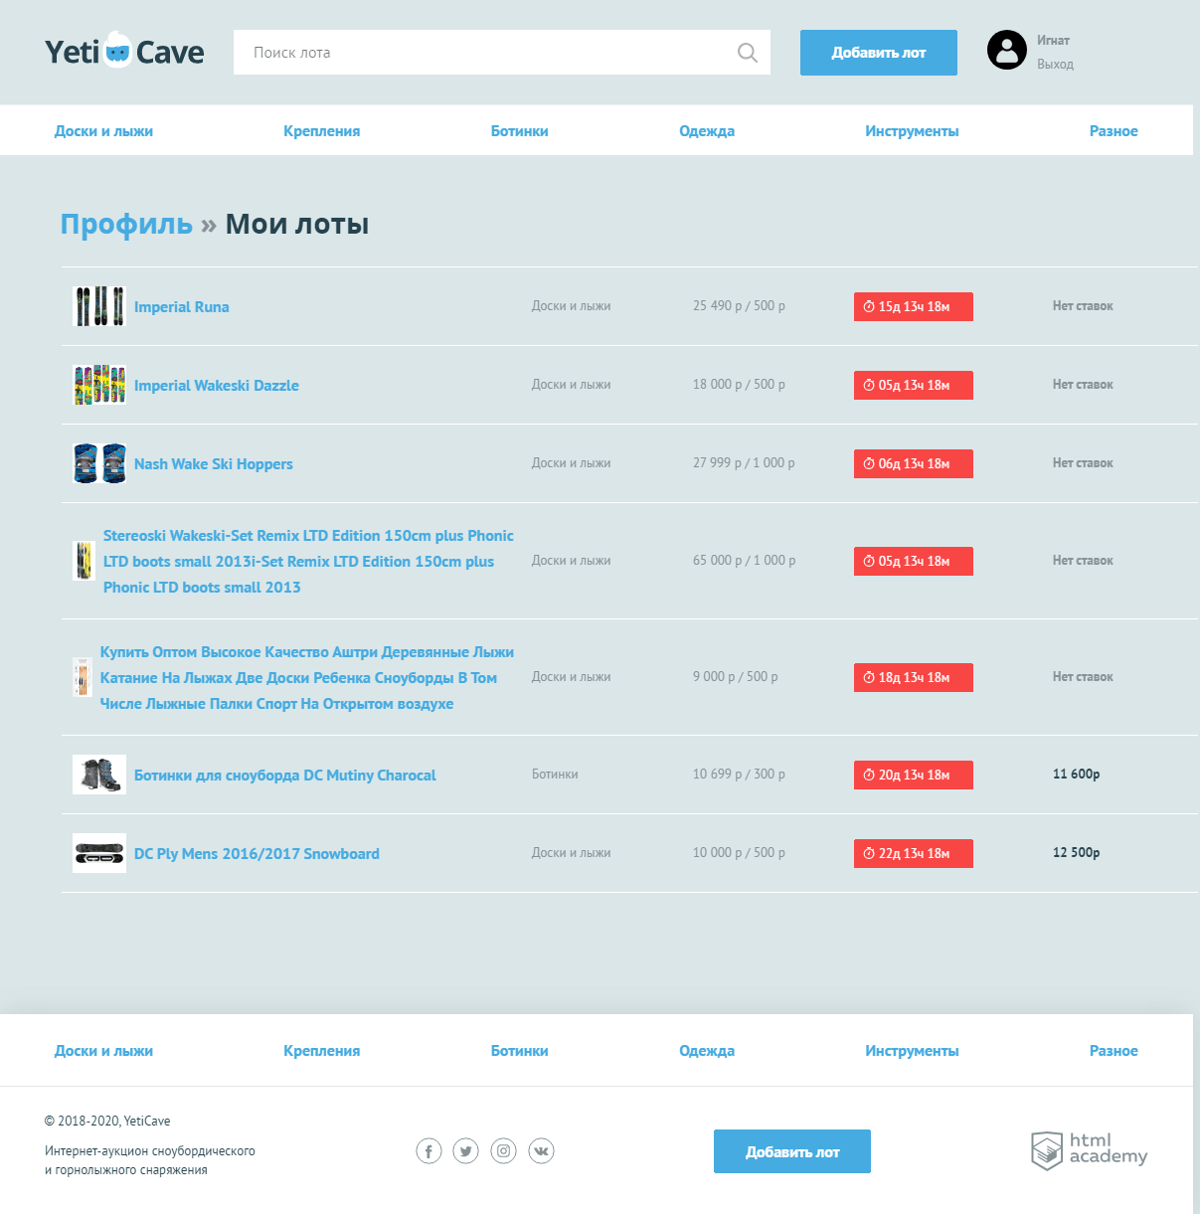 Yeti Cave
Поиск лота
Добавить лот
Игнат
Выход
Доски и лыжи
Крепления
Ботинки
Одежда
Инструменты
Разное
Профиль » Мои лоты
Imperial Runa
Доски и лыжи
25 490 р / 500 р
15д 13ч 18м
Нет ставок
Imperial Wakeski Dazzle
Доски и лыжи
18 000 р / 500 р
05д 13ч 18м
Нет ставок
Nash Wake Ski Hoppers
Доски и лыжи
27 999 р / 1 000 р
06д 13ч 18м
Нет ставок
Stereoski Wakeski-Set Remix LTD Edition 150cm plus Phonic
LTD boots small 2013i-Set Remix LTD Edition 150cm plus
Phonic LTD boots small 2013
Доски и лыжи
65 000 р / 1 000 р
05д 13ч 18м
Нет ставок
Купить Оптом Высокое Качество Аштри Деревянные Лыжи
Катание На Лыжах Две Доски Ребенка Сноуборды В Том
Числе Лыжные Палки Спорт На Открытом воздухе
Доски и лыжи
9 000 р / 500 р
18д 13ч 18м
Нет ставок
Ботинки для сноуборда DC Mutiny Charocal
Ботинки
10 699 р / 300 р
20д 13ч 18м
11 600р
DC Ply Mens 2016/2017 Snowboard
Доски и лыжи
10 000 р / 500 р
22д 13ч 18м
12 500р
Доски и лыжи
Крепления
Ботинки
Одежда
Инструменты
Разное
© 2018-2020, YetiCave
Интернет-аукцион сноубордического
и горнолыжного снаряжения
Добавить лот
html
academy